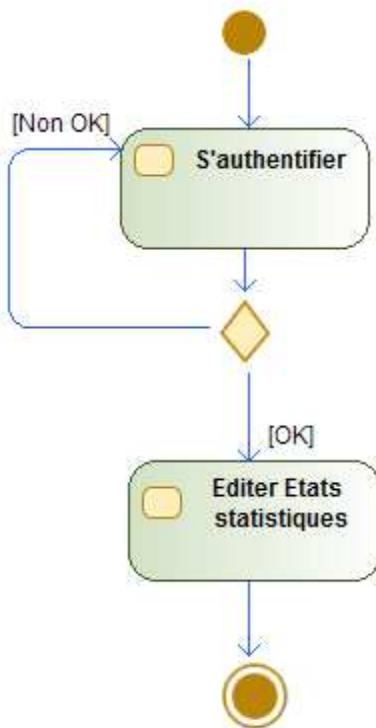 [Non OK]
S'authentifier
[OK]
Editer Etats
statistiques